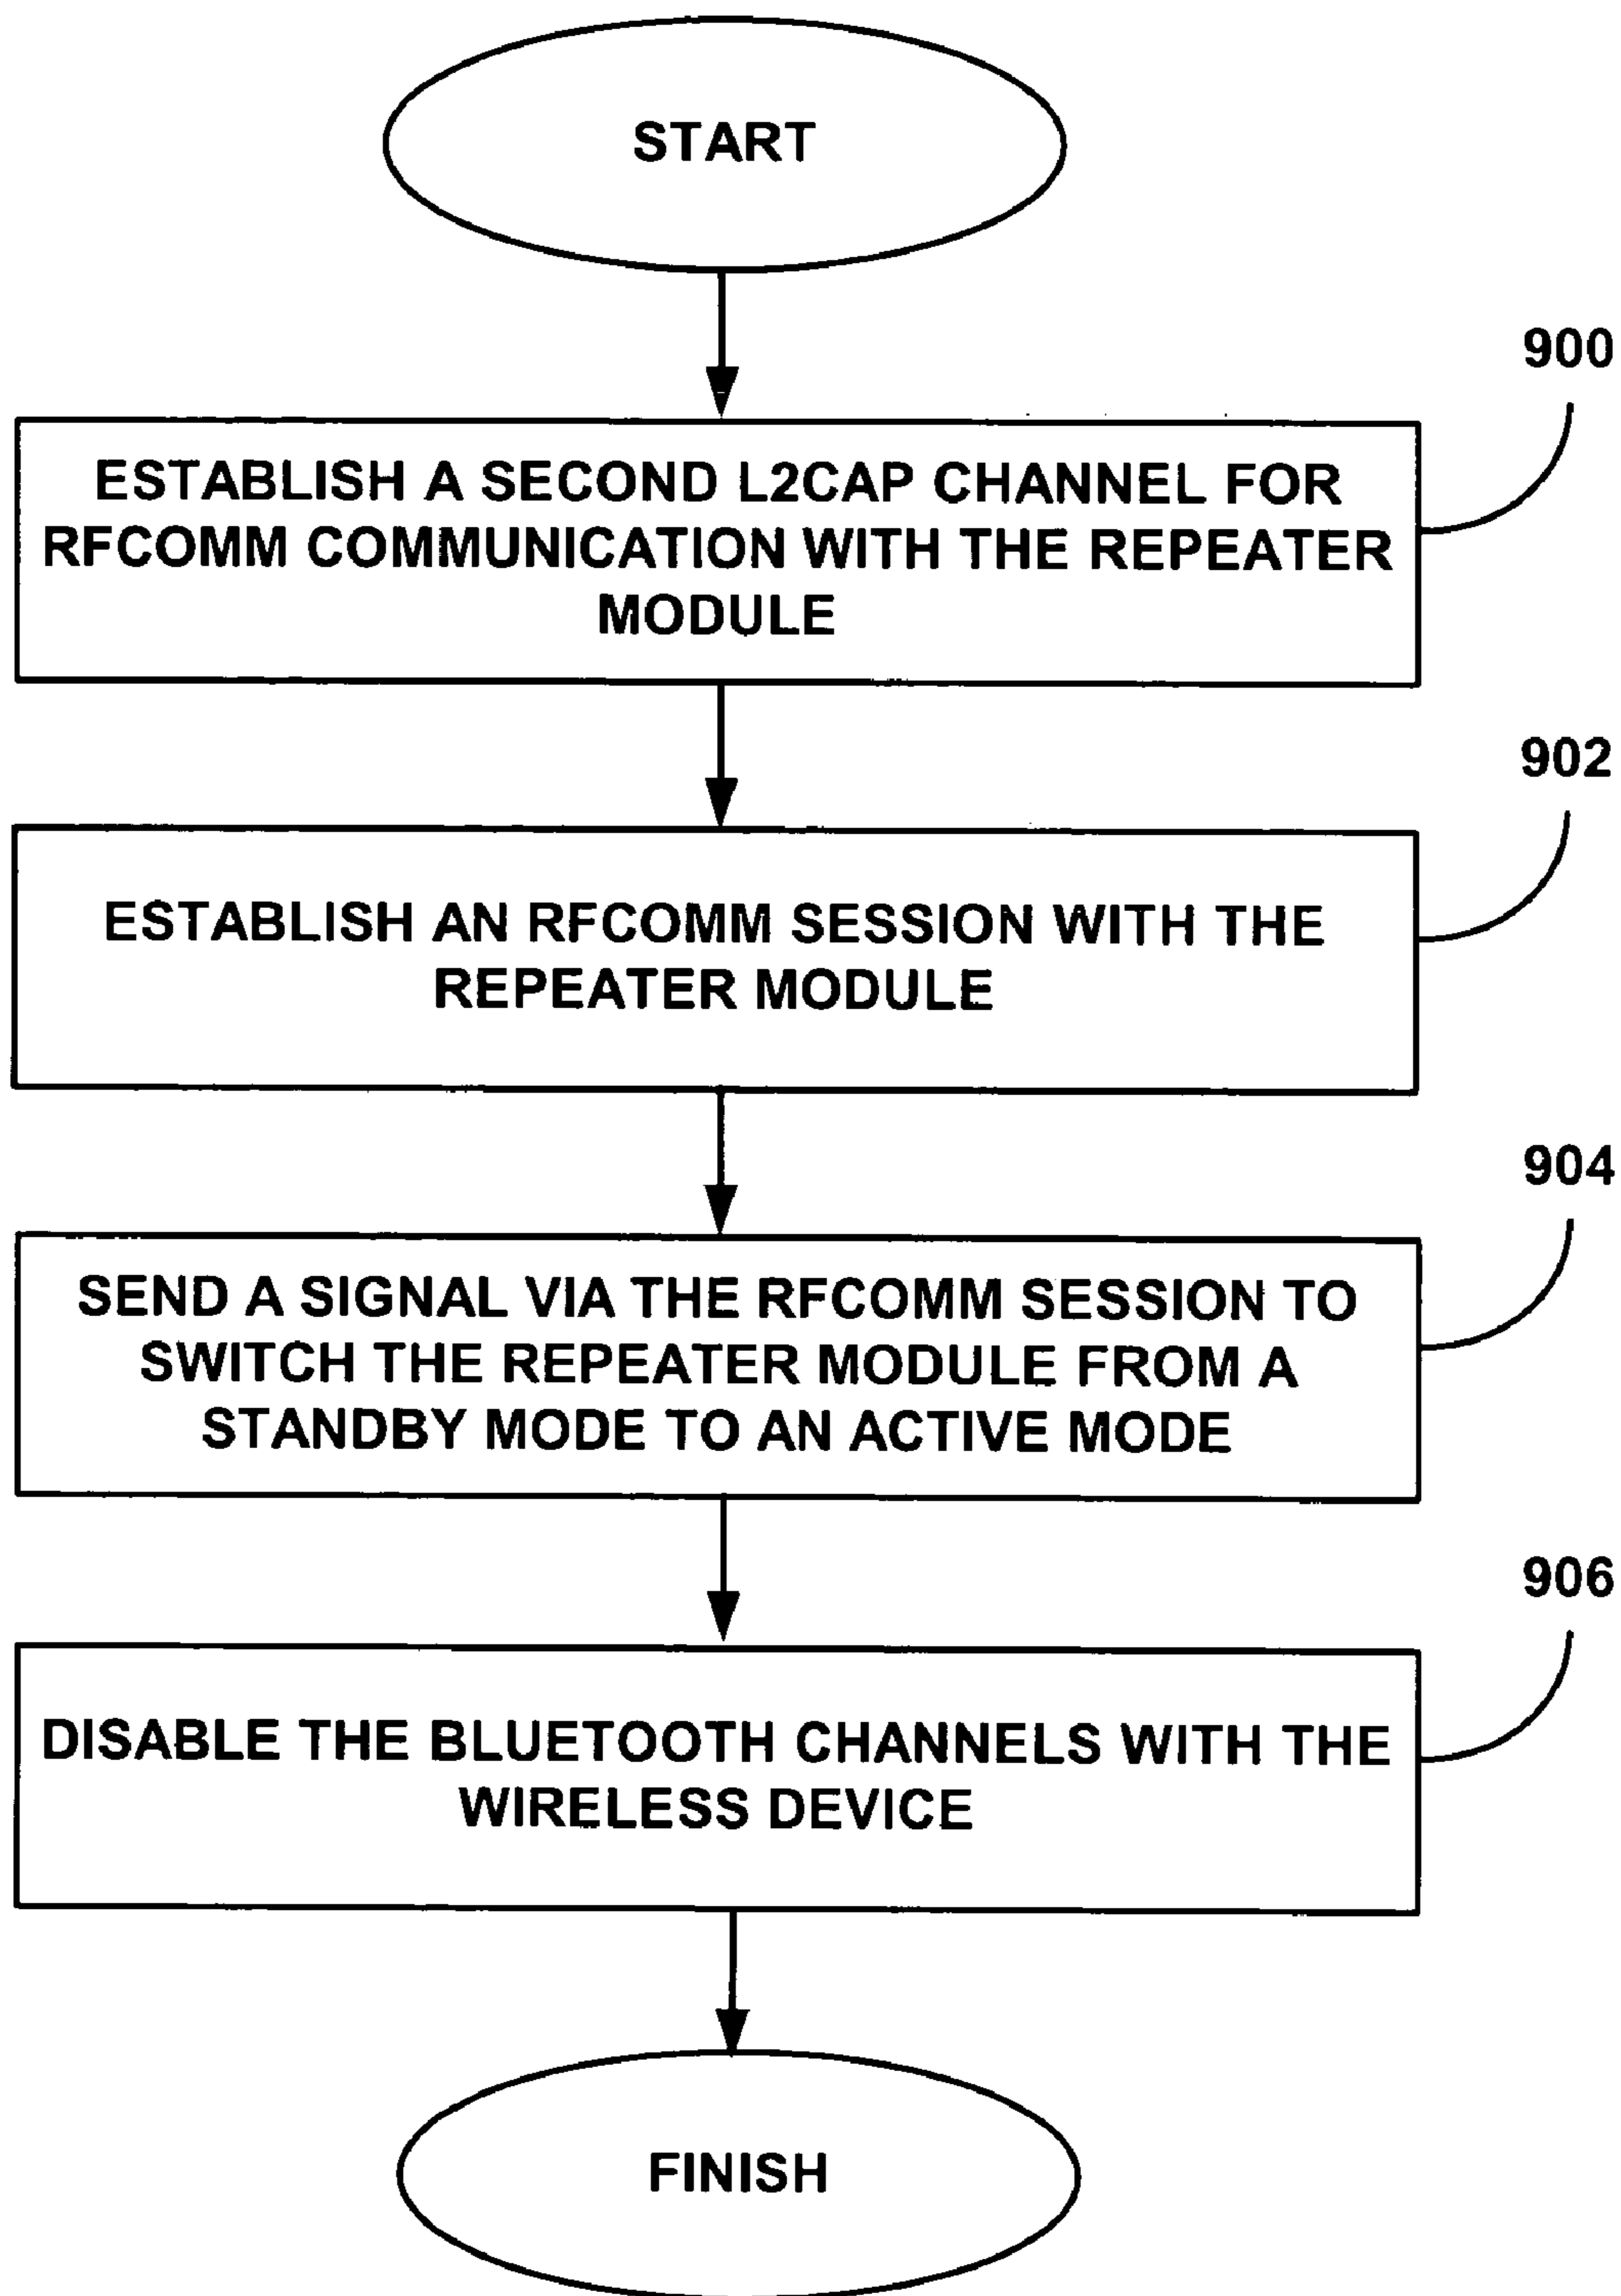 START
900
ESTABLISH A SECOND L2CAP CHANNEL FOR
RFCOMM COMMUNICATION WITH THE REPEATER
MODULE
902
ESTABLISH AN RFCOMM SESSION WITH THE
REPEATER MODULE
904
SEND A SIGNAL VIA THE RFCOMM SESSION TO
SWITCH THE REPEATER MODULE FROM A
STANDBY MODE TO AN ACTIVE MODE
906
DISABLE THE BLUETOOTH CHANNELS WITH THE
WIRELESS DEVICE
FINISH